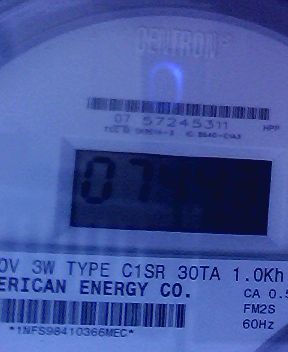 CENTRON®
07 57245311
HPP
07
0V 3W TYPE C1SR 30TA 1.0Kh
ERICAN ENERGY CO.
CA 0.5
FM2S
60Hz
*1NFS98410366MEC*